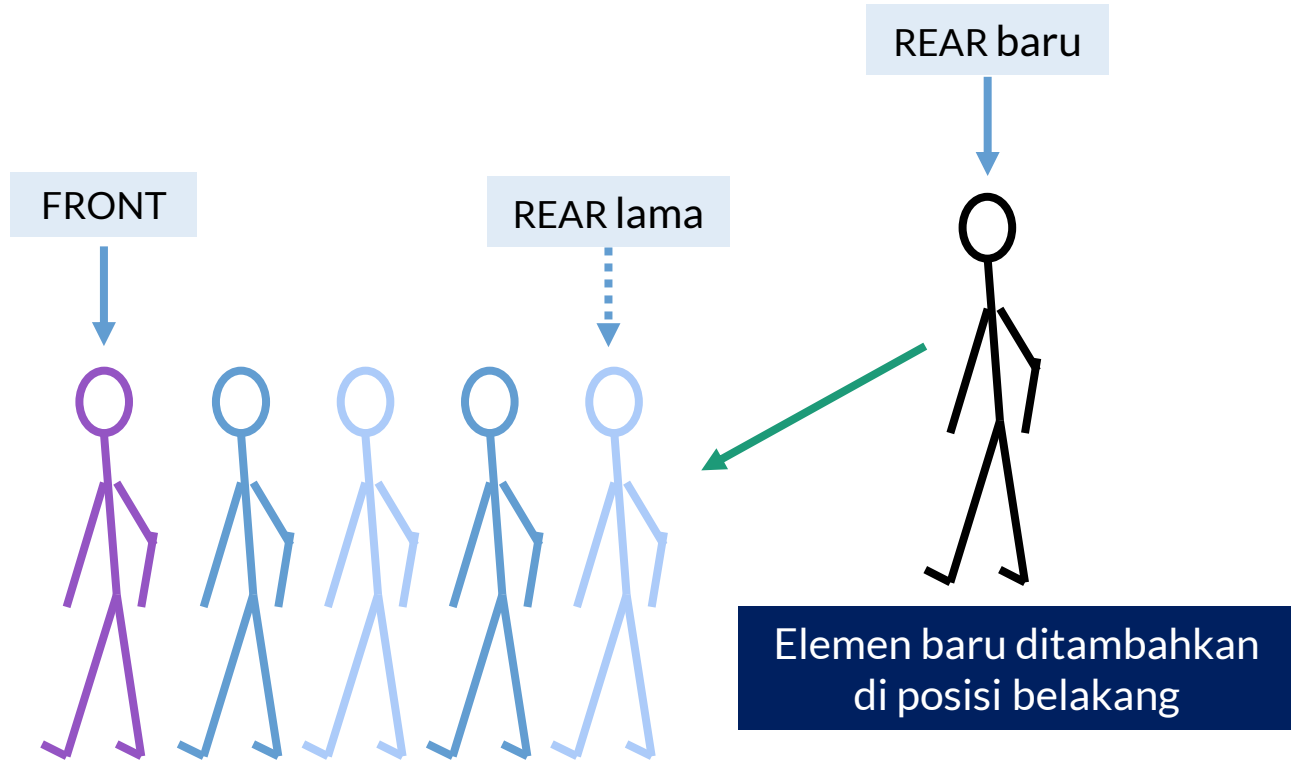 REAR baru
FRONT
REAR lama
Elemen baru ditambahkan
di posisi belakang